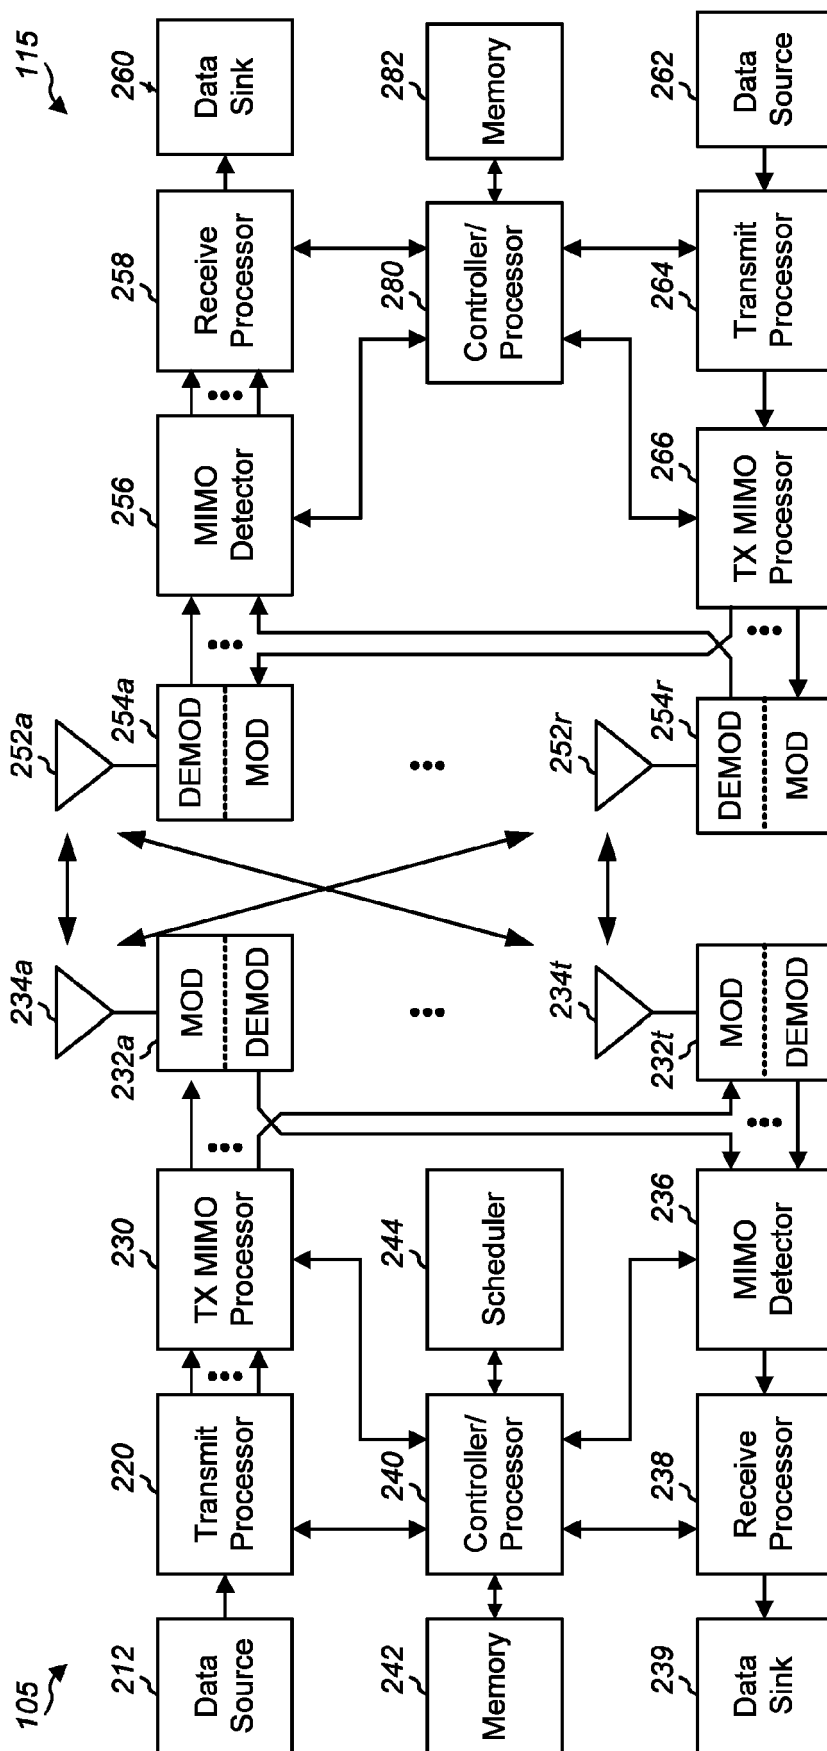 105
115
212
Data
Source
220
Transmit
Processor
230
TX MIMO
Processor
232a
MOD
DEMOD
234a
252a
254a
DEMOD
MOD
256
MIMO
Detector
258
Receive
Processor
260
Data
Sink
242
Memory
240
Controller/
Processor
244
Scheduler
280
Controller/
Processor
282
Memory
239
Data
Sink
238
Receive
Processor
236
MIMO
Detector
232t
MOD
DEMOD
234t
252r
254r
DEMOD
MOD
266
TX MIMO
Processor
264
Transmit
Processor
262
Data
Source